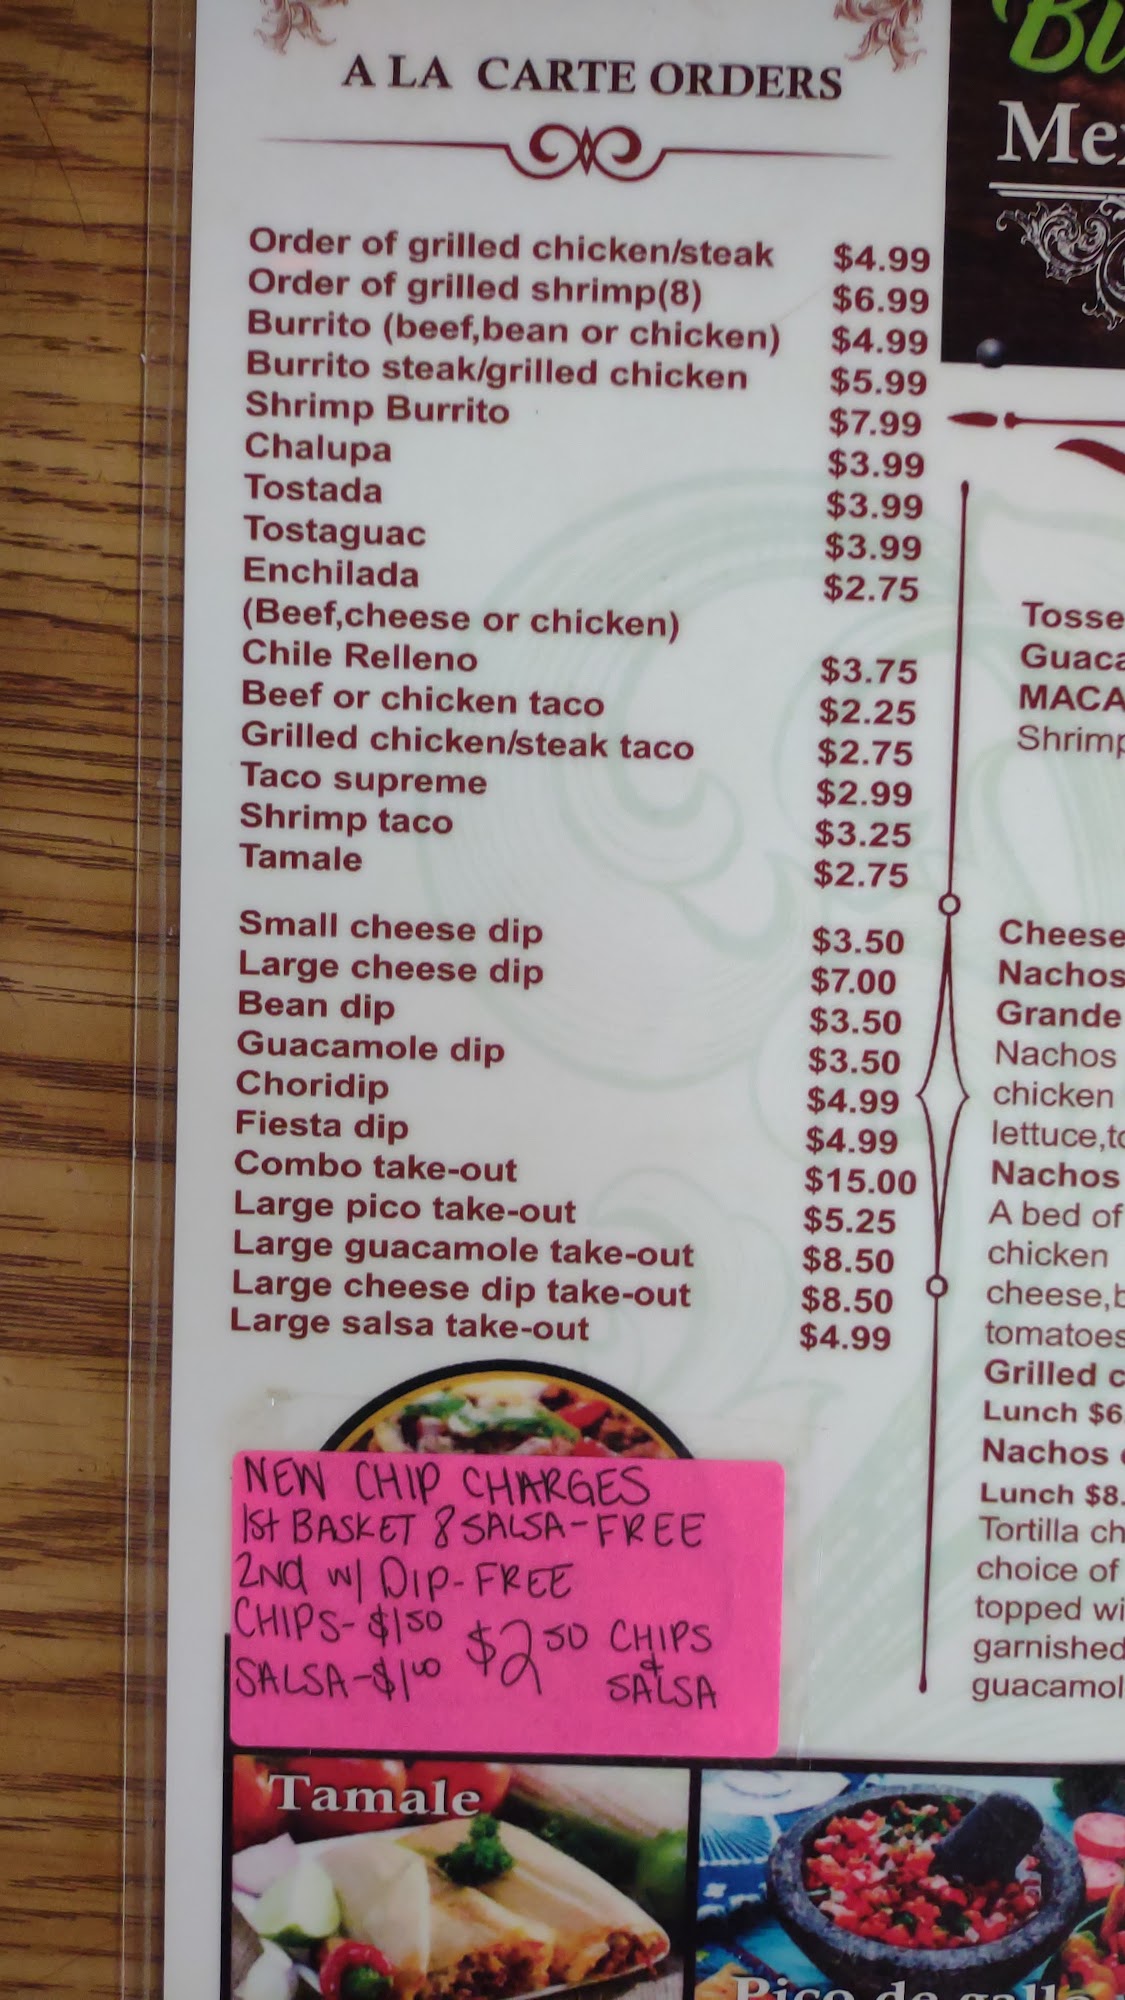 A LA CARTE ORDERS
Order of grilled chicken/steak $4.99
Order of grilled shrimp(8) $6.99
Burrito (beef,bean or chicken) $4.99
Burrito steak/grilled chicken $5.99
Shrimp Burrito $7.99
Chalupa $3.99
Tostada $3.99
Tostaguac $3.99
Enchilada $2.75
(Beef,cheese or chicken)
Chile Relleno $3.75
Beef or chicken taco $2.25
Grilled chicken/steak taco $2.75
Taco supreme $2.99
Shrimp taco $3.25
Tamale $2.75
Small cheese dip $3.50
Large cheese dip $7.00
Bean dip $3.50
Guacamole dip $3.50
Choridip $4.99
Fiesta dip $4.99
Combo take-out $15.00
Large pico take-out $5.25
Large guacamole take-out $8.50
Large cheese dip take-out $8.50
Large salsa take-out $4.99
NEW CHIP CHARGES
1st BASKET & SALSA-FREE
2nd w/ DIP-FREE
CHIPS-$1.50
SALSA-$1.00
$2.50 CHIPS
&
SALSA
Tamale
Pico de gallo
Tosse
Guaca
MACA
Shrimp
Cheese
Nachos
Grande
Nachos
chicken
lettuce,to
Nachos
A bed of
chicken
cheese,b
tomatoes
Grilled c
Lunch $6
Nachos
Lunch $8.
Tortilla ch
choice of
topped wi
garnished
guacamol